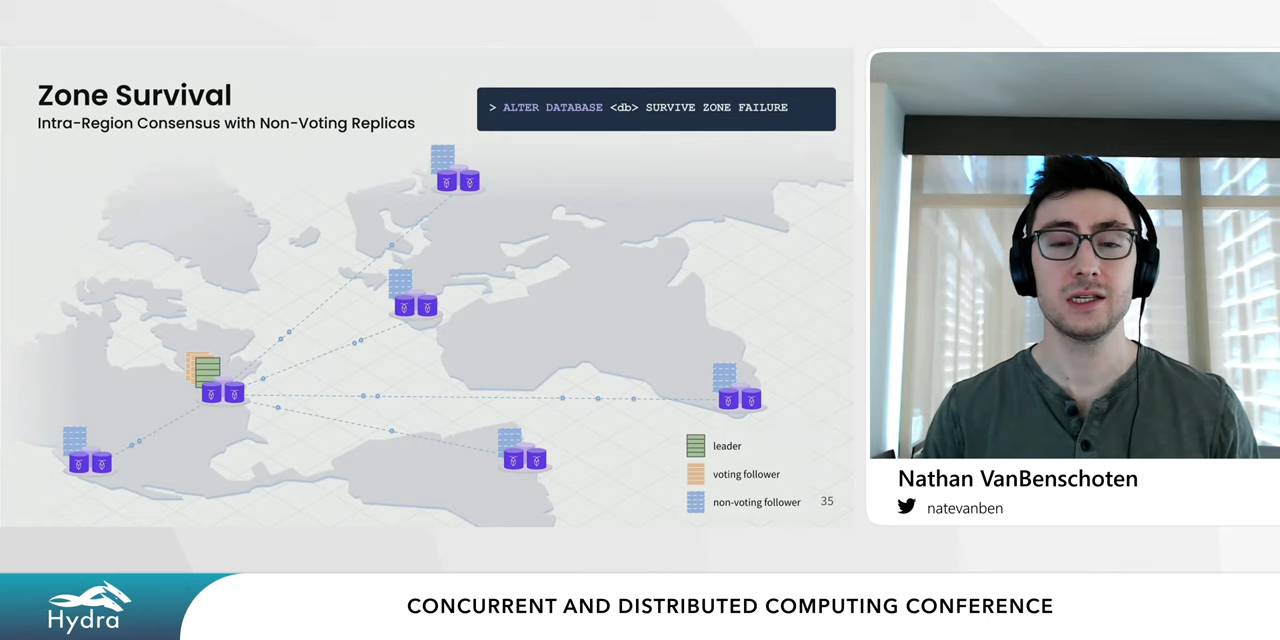 Zone Survival
Intra-Region Consensus with Non-Voting Replicas
> ALTER DATABASE <db> SURVIVE ZONE FAILURE
leader
voting follower
non-voting follower
35
Nathan VanBenschoten
natevanben
Hydra
CONCURRENT AND DISTRIBUTED COMPUTING CONFERENCE